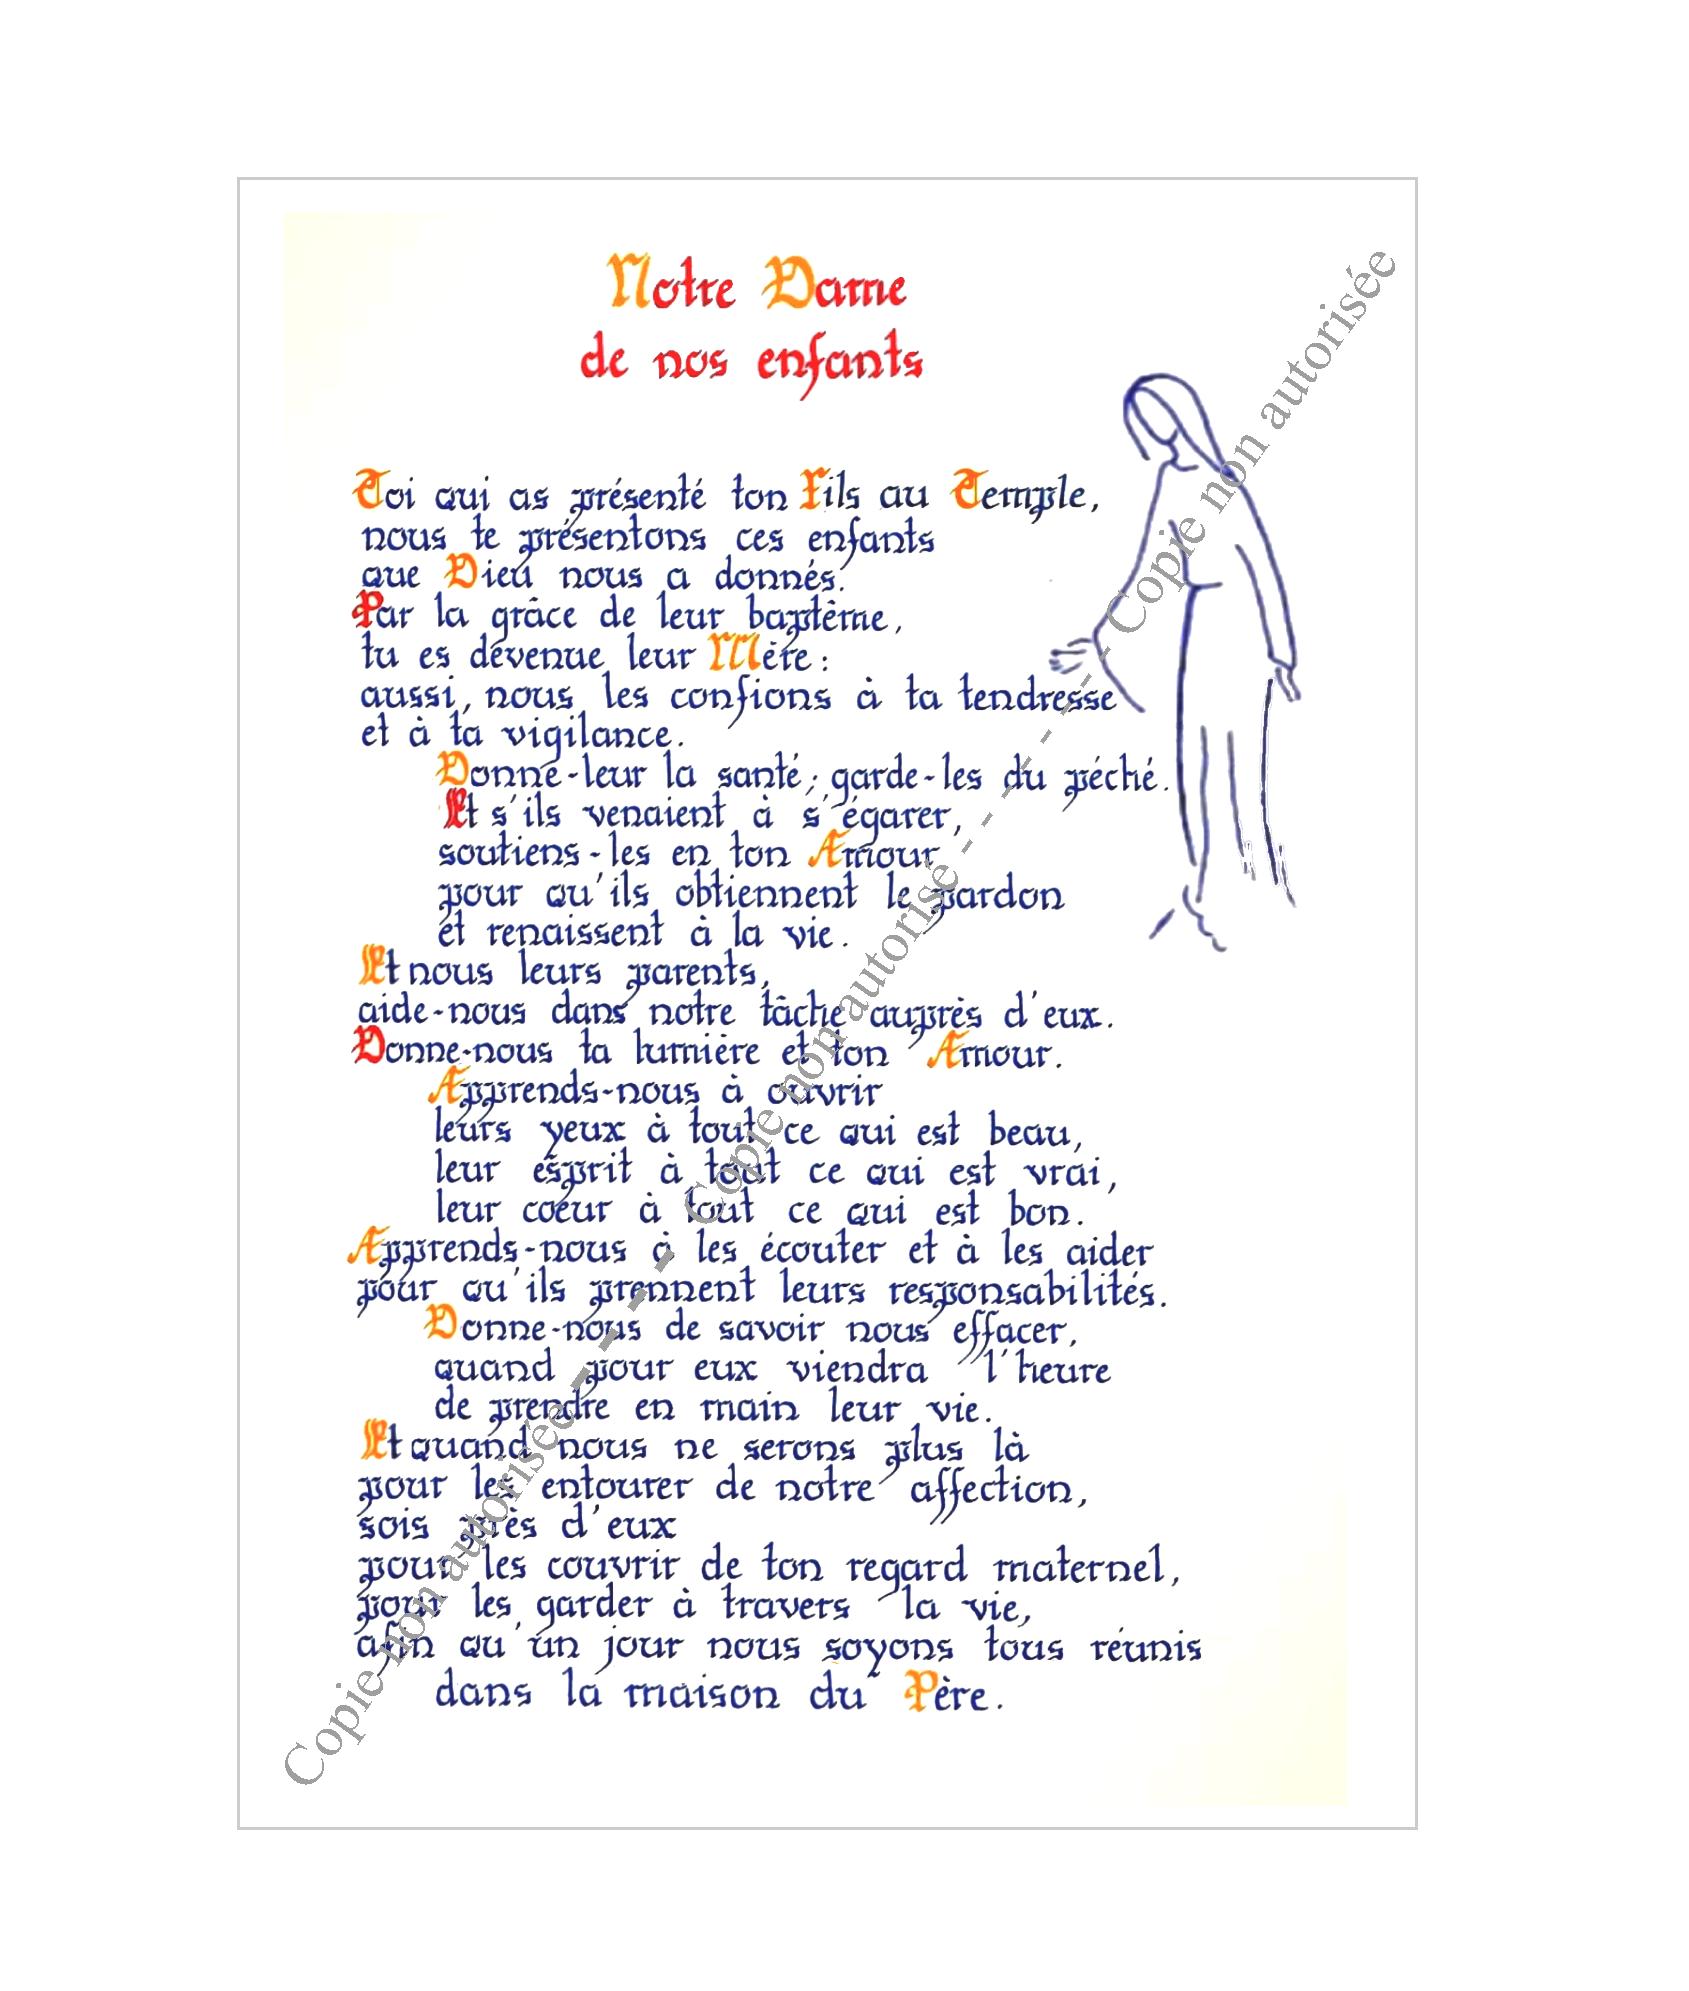 Notre Dame
de nos enfants
Toi qui as présenté ton Fils au Temple,
nous te présentons ces enfants
que Dieu nous a donnés.
Par la grâce de leur baptême,
tu es devenue leur Mère :
aussi, nous les confions à ta tendresse
et à ta vigilance.
Donne-leur la santé ; garde-les du péché.
Et s'ils venaient à s'égarer,
soutiens-les en ton Amour
pour qu'ils obtiennent le pardon
et renaissent à la vie.
Et nous leurs parents,
aide-nous dans notre tâche auprès d'eux.
Donne-nous ta lumière et ton Amour.
Apprends-nous à ouvrir
leurs yeux à tout ce qui est beau,
leur esprit à tout ce qui est vrai,
leur coeur à tout ce qui est bon.
Apprends-nous à les écouter et à les aider
pour qu'ils prennent leurs responsabilités.
Donne-nous de savoir nous effacer,
quand pour eux viendra l'heure
de prendre en main leur vie.
Et quand nous ne serons plus là
pour les entourer de notre affection,
sois près d'eux
pour les couvrir de ton regard maternel,
pour les garder à travers la vie,
afin qu'un jour nous soyons tous réunis
dans la maison du Père.
Copie non autorisée - - - Copie non autorisée - - - Copie non autorisée